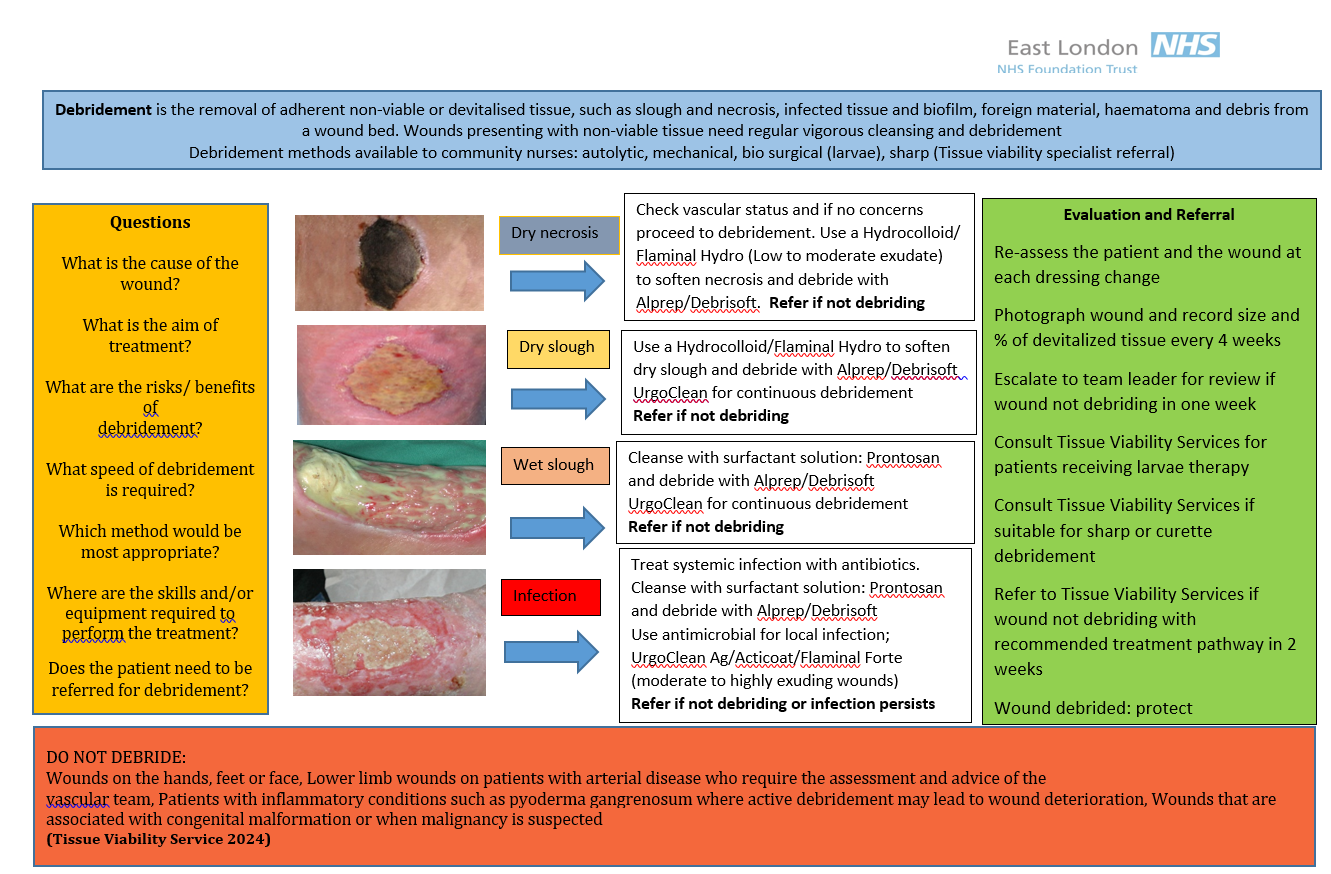 East London NHS
NHS Foundation Trust
Debridement is the removal of adherent non-viable or devitalised tissue, such as slough and necrosis, infected tissue and biofilm, foreign material, haematoma and debris from
a wound bed. Wounds presenting with non-viable tissue need regular vigorous cleansing and debridement
Debridement methods available to community nurses: autolytic, mechanical, bio surgical (larvae), sharp (Tissue viability specialist referral)
Questions
What is the cause of the
wound?
What is the aim of
treatment?
What are the risks/ benefits
of
debridement?
What speed of debridement
is required?
Which method would be
most appropriate?
Where are the skills and/or
equipment required to
perform the treatment?
Does the patient need to be
referred for debridement?
Dry necrosis
Check vascular status and if no concerns
proceed to debridement. Use a Hydrocolloid/
Flaminal Hydro (Low to moderate exudate)
to soften necrosis and debride with
Alprep/Debrisoft. Refer if not debriding
Dry slough
Use a Hydrocolloid/Flaminal Hydro to soften
dry slough and debride with Alprep/Debrisoft
UrgoClean for continuous debridement
Refer if not debriding
Wet slough
Cleanse with surfactant solution: Prontosan
and debride with Alprep/Debrisoft
UrgoClean for continuous debridement
Refer if not debriding
Infection
Treat systemic infection with antibiotics.
Cleanse with surfactant solution: Prontosan
and debride with Alprep/Debrisoft
Use antimicrobial for local infection;
UrgoClean Ag/Acticoat/Flaminal Forte
(moderate to highly exuding wounds)
Refer if not debriding or infection persists
Evaluation and Referral
Re-assess the patient and the wound at
each dressing change
Photograph wound and record size and
% of devitalized tissue every 4 weeks
Escalate to team leader for review if
wound not debriding in one week
Consult Tissue Viability Services for
patients receiving larvae therapy
Consult Tissue Viability Services if
suitable for sharp or curette
debridement
Refer to Tissue Viability Services if
wound not debriding with
recommended treatment pathway in 2
weeks
Wound debrided: protect
DO NOT DEBRIDE:
Wounds on the hands, feet or face, Lower limb wounds on patients with arterial disease who require the assessment and advice of the
vascular team, Patients with inflammatory conditions such as pyoderma gangrenosum where active debridement may lead to wound deterioration, Wounds that are
associated with congenital malformation or when malignancy is suspected
(Tissue Viability Service 2024)